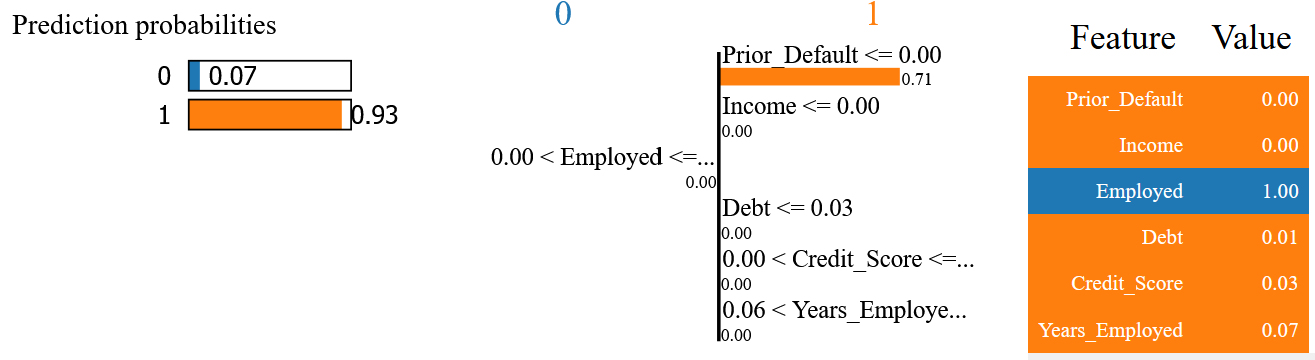 Prediction probabilities
0 0.07
1 0.93
0 1
Prior_Default <= 0.00
0.71
Income <= 0.00
0.00
0.00 < Employed <=...
0.00
Debt <= 0.03
0.00
0.00 < Credit_Score <=...
0.00
0.06 < Years_Employe...
0.00
Feature Value
Prior_Default 0.00
Income 0.00
Employed 1.00
Debt 0.01
Credit_Score 0.03
Years_Employed 0.07